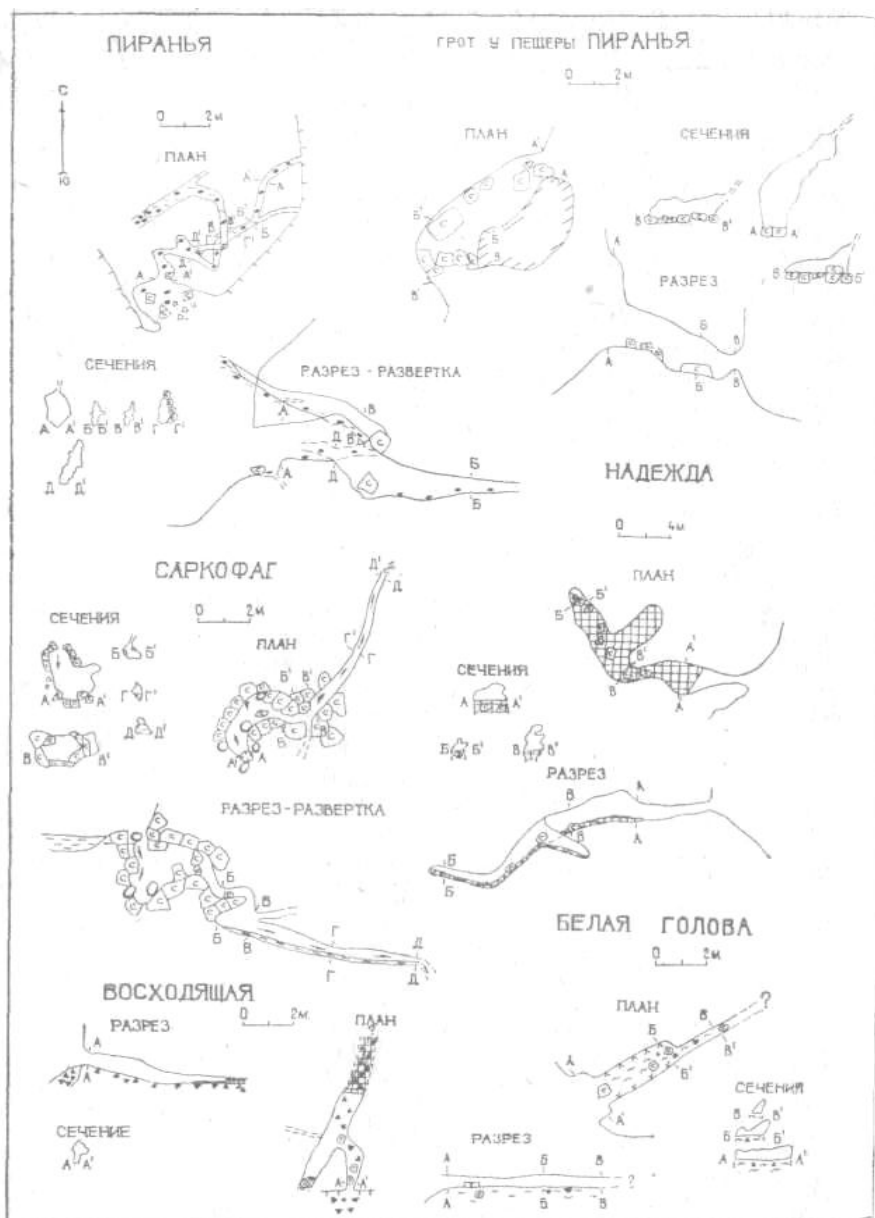 ПИРАНЬЯ
С
Ю
0 2м
ПЛАН
А А
Б Б'
В В'
Г'
Д Д'
А А'
СЕЧЕНИЯ
А А' Б Б' В В' Г Г'
Д Д'
РАЗРЕЗ-РАЗВЕРТКА
А В
Д В Д'
А Д
Б
Б
ГРОТ У ПЕЩЕРЫ ПИРАНЬЯ
0 2м
ПЛАН
А'
А
Б'
Б
В
В'
СЕЧЕНИЯ
В В'
А А'
Б Б'
РАЗРЕЗ
А
Б В
А
Б
В
НАДЕЖДА
0 4м
ПЛАН
Б Б'
В'
А'
В
А
СЕЧЕНИЯ
А А'
Б Б' В В'
РАЗРЕЗ
В А
В А
Б
Б
САРКОФАГ
0 2м
СЕЧЕНИЯ
А А'
Б Б'
Г Г'
В В'
Д Д'
ПЛАН
Д'
Д
Г'
Г
Б' В'
Б В
А' А
РАЗРЕЗ-РАЗВЕРТКА
Б
В
Б В
Г
Г
Д
Д
ВОСХОДЯЩАЯ
0 2м.
РАЗРЕЗ
А
А
СЕЧЕНИЕ
А А'
ПЛАН
А А'
БЕЛАЯ ГОЛОВА
0 2м
ПЛАН
?
А
Б
В
В'
Б'
А'
СЕЧЕНИЯ
В В'
Б Б'
А А'
РАЗРЕЗ
А Б В
?
А Б В